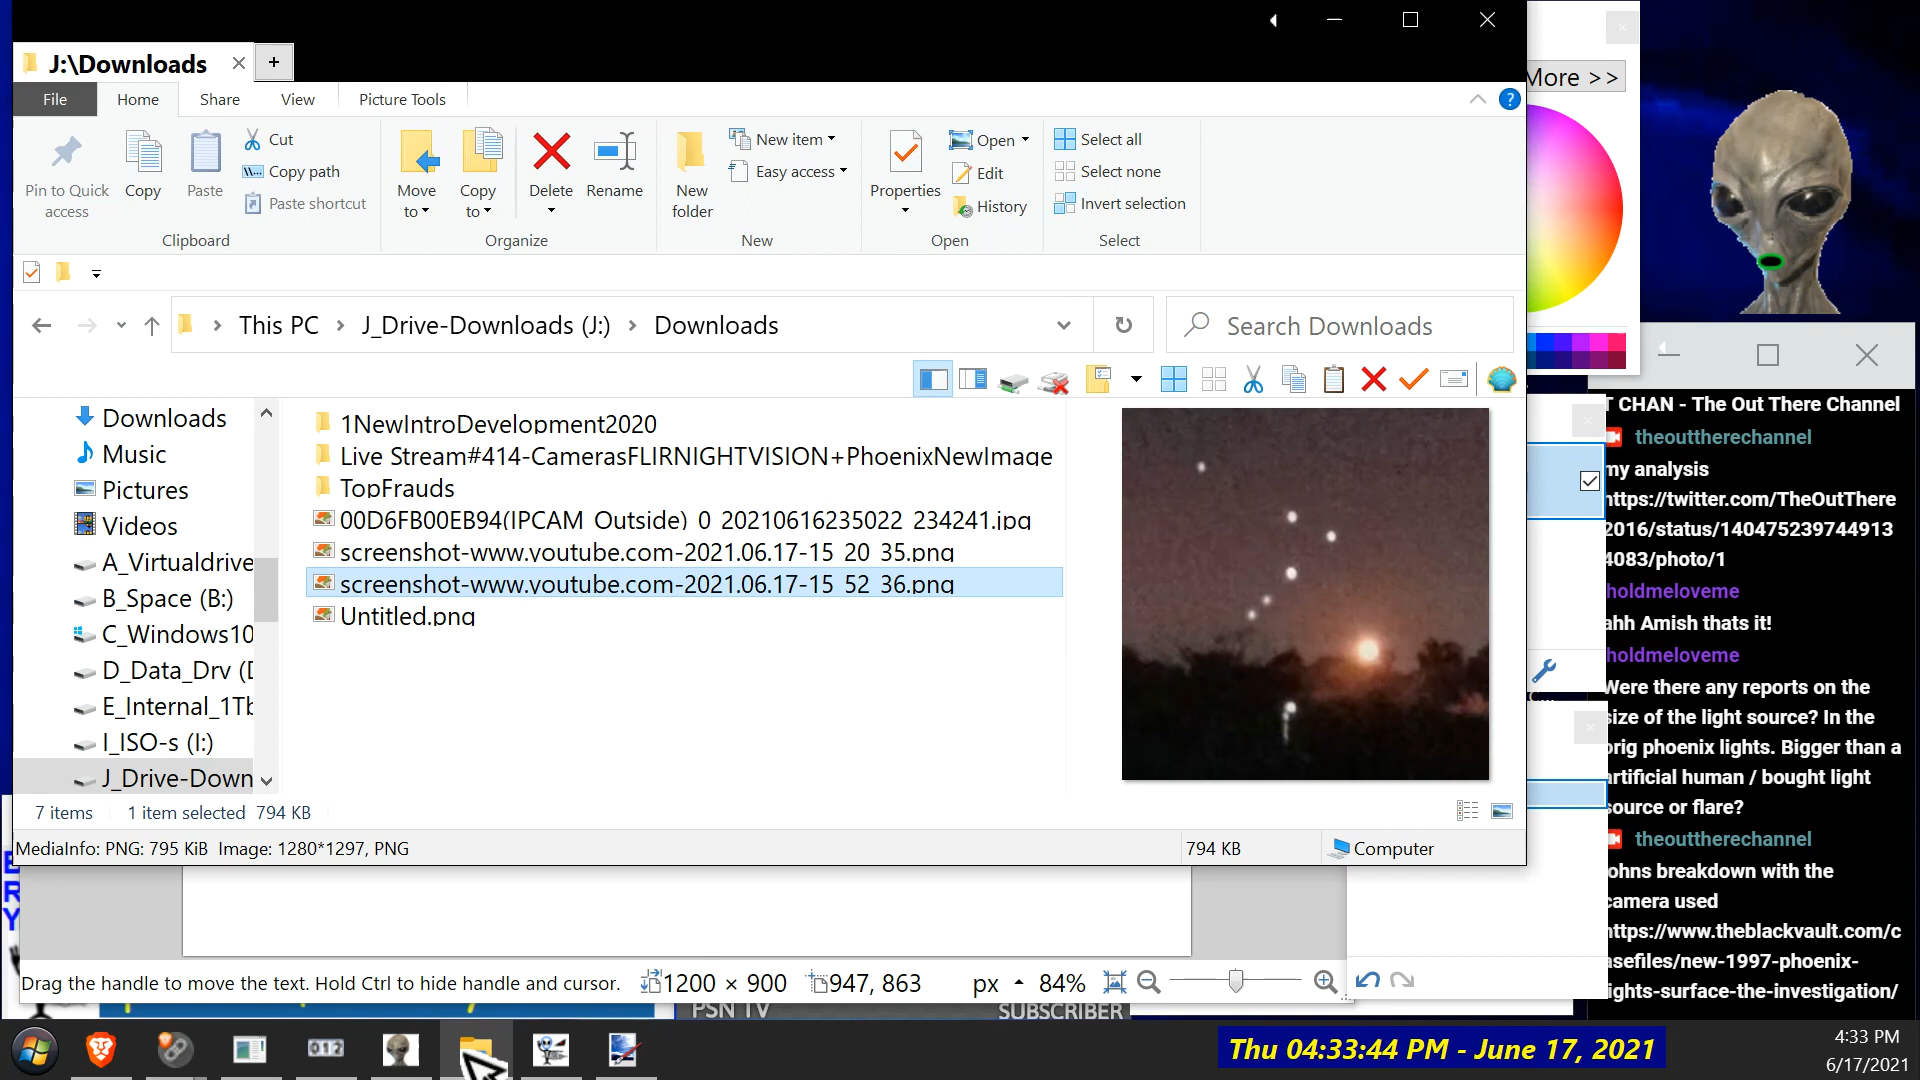 J:\Downloads
+
More >>
File
Home
Share
View
Picture Tools
?
Pin to Quick access
Copy
Paste
Cut
Copy path
Paste shortcut
Clipboard
Move to
Copy to
Delete
Rename
Organize
New folder
New item
Easy access
New
Properties
Open
Edit
History
Open
Select all
Select none
Invert selection
Select
This PC
J_Drive-Downloads (J:)
Downloads
Search Downloads
Downloads
Music
Pictures
Videos
A_Virtualdrive
B_Space (B:)
C_Windows10
D_Data_Drv (D
E_Internal_1Tb
I_ISO-s (I:)
J_Drive-Down
1NewIntroDevelopment2020
Live Stream#414-CamerasFLIRNIGHTVISION+PhoenixNewImage
TopFrauds
00D6FB00EB94(IPCAM_Outside)_0_20210616235022_234241.jpg
screenshot-www.youtube.com-2021.06.17-15_20_35.png
screenshot-www.youtube.com-2021.06.17-15_52_36.png
Untitled.png
7 items
1 item selected 794 KB
MediaInfo: PNG: 795 KiB Image: 1280*1297, PNG
794 KB
Computer
T CHAN - The Out There Channel
theouttherechannel
my analysis
https://twitter.com/TheOutThere
2016/status/140475239744913
4083/photo/1
holdmeloveme
ahh Amish thats it!
holdmeloveme
Were there any reports on the
size of the light source? In the
orig phoenix lights. Bigger than a
artificial human / bought light
source or flare?
theouttherechannel
johns breakdown with the
camera used
https://www.theblackvault.com/c
asefiles/new-1997-phoenix-
lights-surface-the-investigation/
E
R
Y
Drag the handle to move the text. Hold Ctrl to hide handle and cursor.
1200 × 900
947, 863
px
84%
PSN TV
SUBSCRIBER
012
Thu 04:33:44 PM - June 17, 2021
4:33 PM
6/17/2021